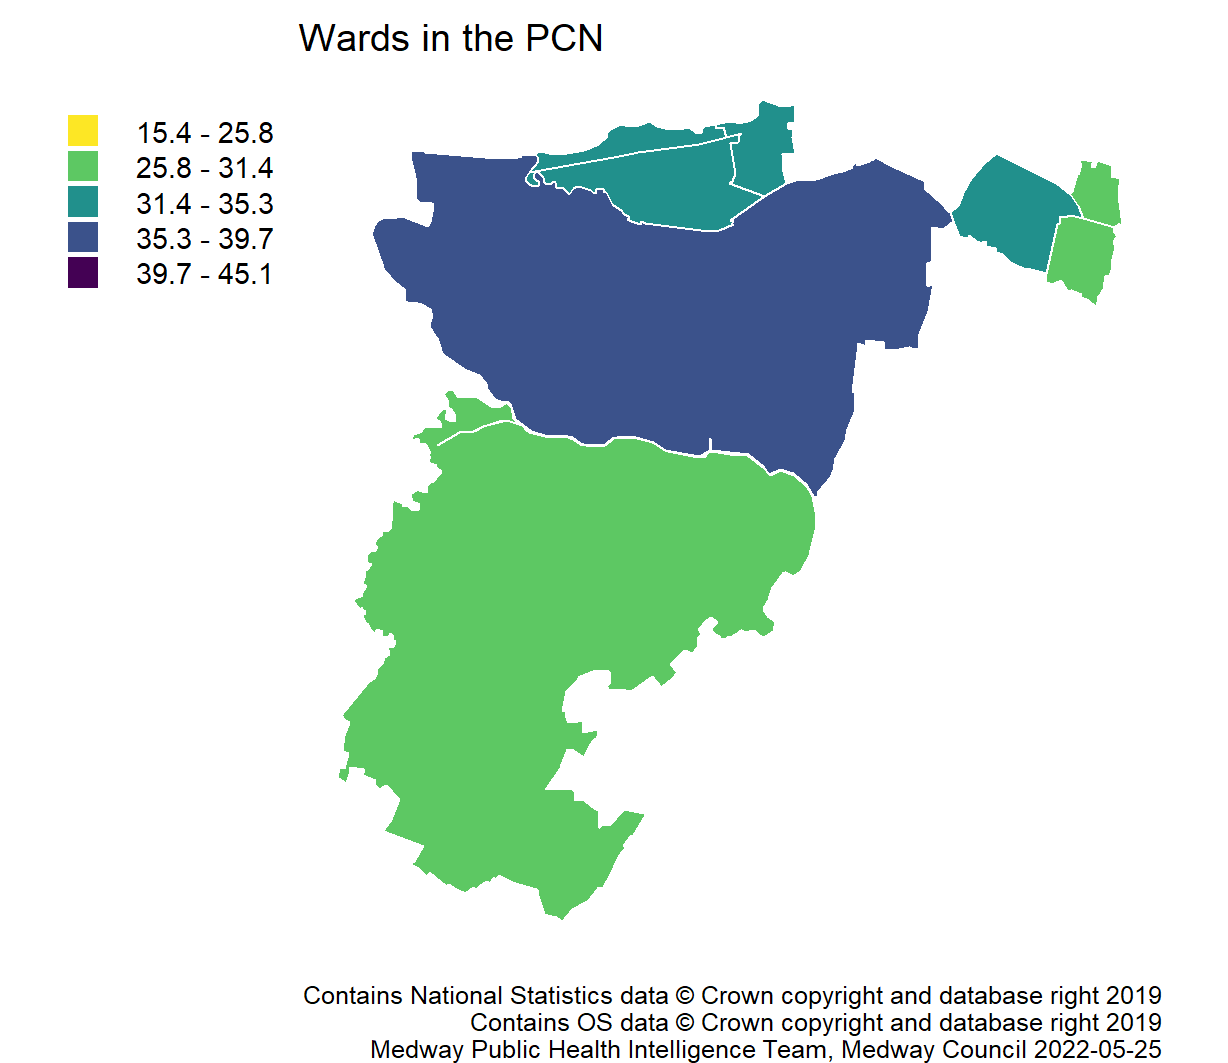 Wards in the PCN
15.4 - 25.8
25.8 - 31.4
31.4 - 35.3
35.3 - 39.7
39.7 - 45.1
Contains National Statistics data © Crown copyright and database right 2019
Contains OS data © Crown copyright and database right 2019
Medway Public Health Intelligence Team, Medway Council 2022-05-25